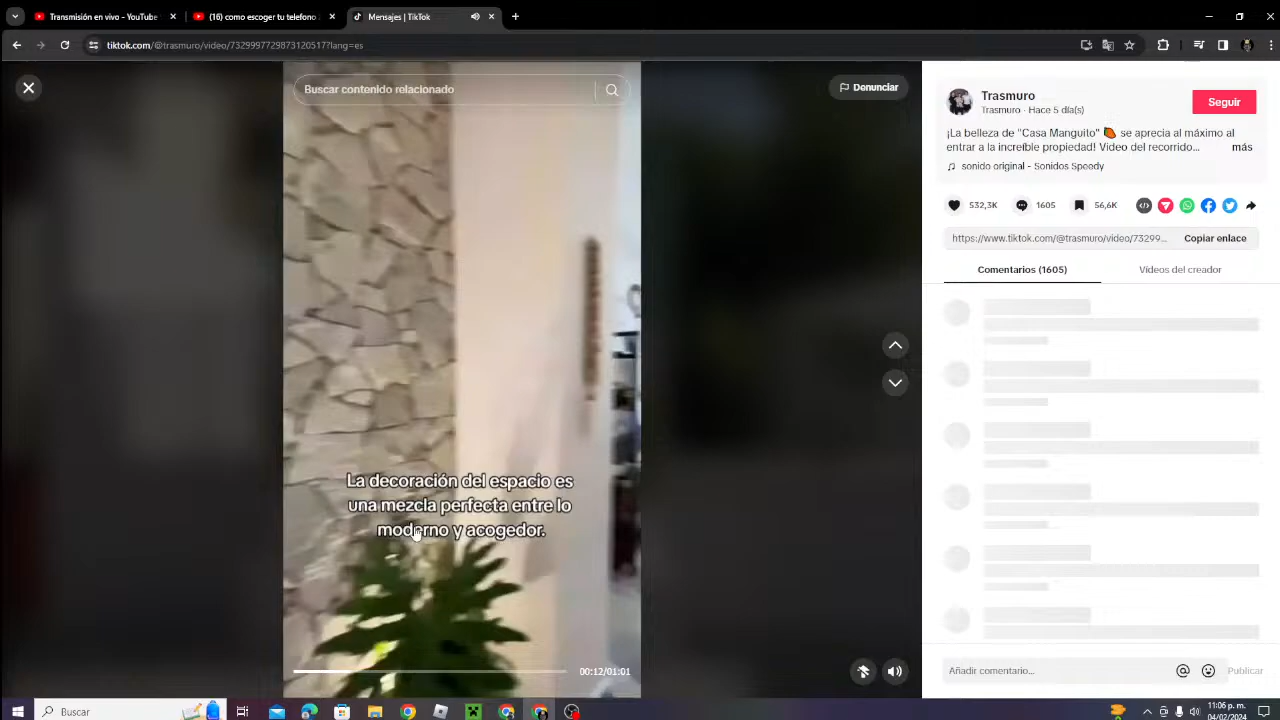 Transmisión en vivo - YouTube
(16) como escoger tu telefono
Mensajes | TikTok
tiktok.com/@trasmuro/video/7329997729873120517?lang=es
Buscar contenido relacionado
Denunciar
Trasmuro
Trasmuro · Hace 5 día(s)
Seguir
¡La belleza de "Casa Manguito" 🥭 se aprecia al máximo al
entrar a la increíble propiedad! Video del recorrido...
más
♫ sonido original - Sonidos Speedy
532,3K
1605
56,6K
https://www.tiktok.com/@trasmuro/video/73299...
Copiar enlace
Comentarios (1605)
Vídeos del creador
La decoración del espacio es
una mezcla perfecta entre lo
moderno y acogedor.
00:12/01:01
Añadir comentario...
Publicar
Buscar
11:06 p. m.
04/02/2024